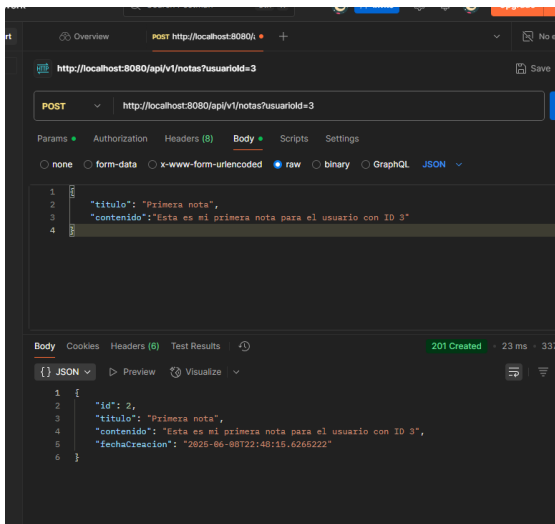 Overview
POST http://localhost:8080/
No e
http://localhost:8080/api/v1/notas?usuarioId=3
Save
POST
http://localhost:8080/api/v1/notas?usuarioId=3
Params
Authorization
Headers (8)
Body
Scripts
Settings
none
form-data
x-www-form-urlencoded
raw
binary
GraphQL
JSON
1 {
2 "titulo": "Primera nota",
3 "contenido":"Esta es mi primera nota para el usuario con ID 3"
4 }
Body
Cookies
Headers (6)
Test Results
201 Created
23 ms
337
{} JSON
Preview
Visualize
1 {
2 "id": 2,
3 "titulo": "Primera nota",
4 "contenido": "Esta es mi primera nota para el usuario con ID 3",
5 "fechaCreacion": "2025-06-08T22:48:15.6265222"
6 }